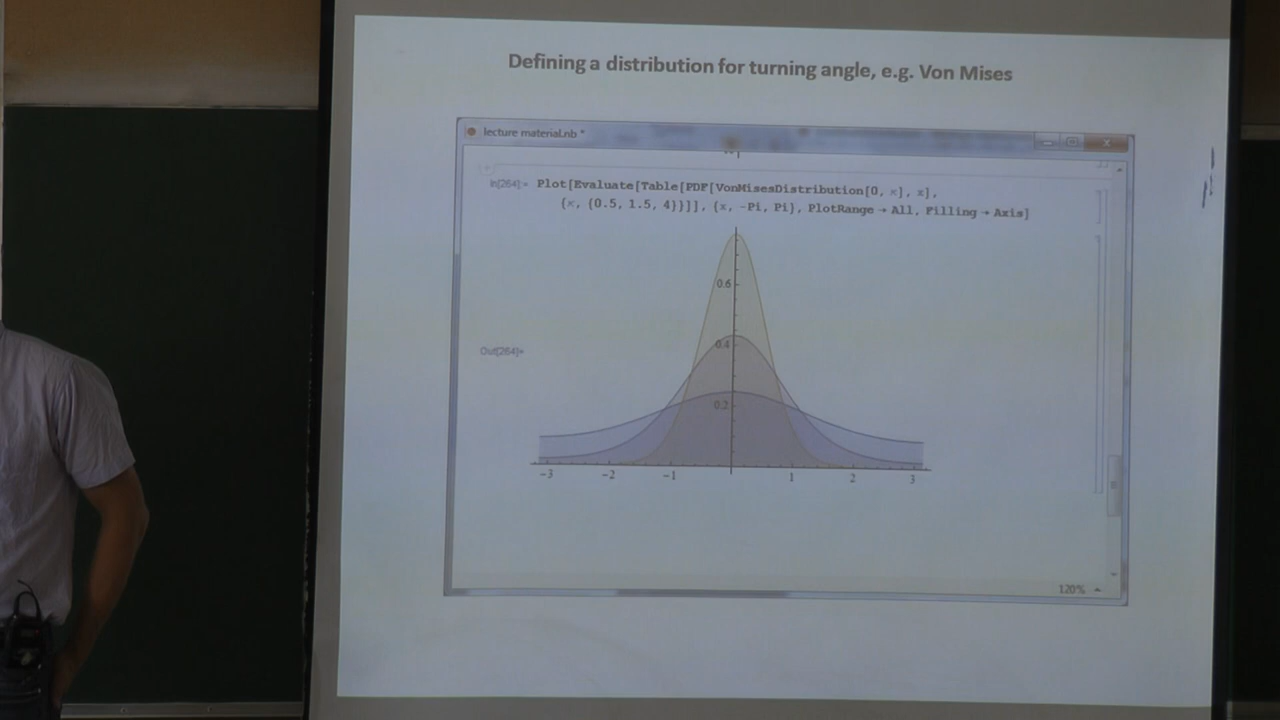 Defining a distribution for turning angle, e.g. Von Mises
lecture material.nb *
In[264]:= Plot[Evaluate[Table[PDF[VonMisesDistribution[0, κ], x],
{κ, {0.5, 1.5, 4}}]], {x, -Pi, Pi}, PlotRange → All, Filling → Axis]
Out[264]=
0.6
0.4
0.2
-3 -2 -1 1 2 3
120%